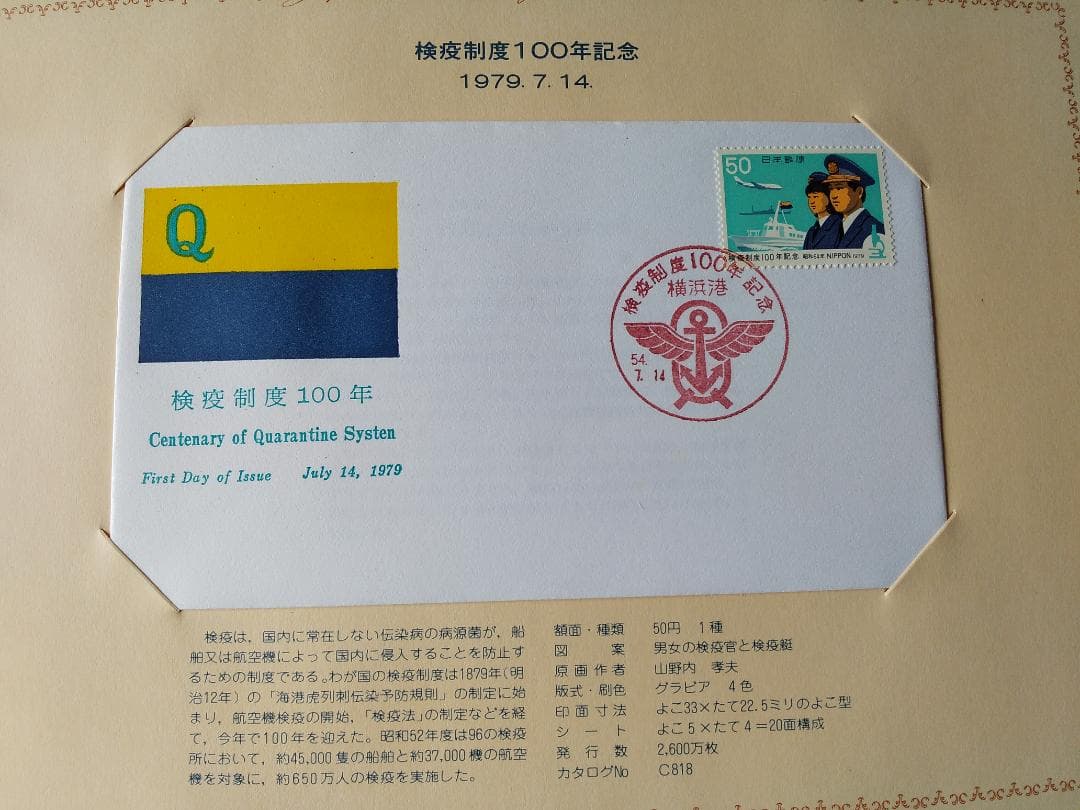 検疫制度100年記念
1979. 7. 14.
50 日本郵便
検疫制度100年記念 昭和54年 NIPPON 1979
検疫制度100年記念
横浜港
54.
7. 14
Q
検疫制度100年
Centenary of Quarantine Systen
First Day of Issue July 14, 1979
検疫は，国内に常在しない伝染病の病源菌が，船
舶又は航空機によって国内に侵入することを防止す
るための制度である。わが国の検疫制度は1879年（明
治12年）の「海港虎列刺伝染予防規則」の制定に始
まり，航空機検疫の開始，「検疫法」の制定などを経
て，今年で100年を迎えた。昭和52年度は96の検疫
所において，約45,000隻の船舶と約37,000機の航空
機を対象に，約650万人の検疫を実施した。
額面・種類 50円 1種
図案 男女の検疫官と検疫艇
原画作者 山野内 孝夫
版式・刷色 グラビア 4色
印面寸法 よこ33×たて22.5ミリのよこ型
シート よこ5×たて4＝20面構成
発行数 2,600万枚
カタログNo C818